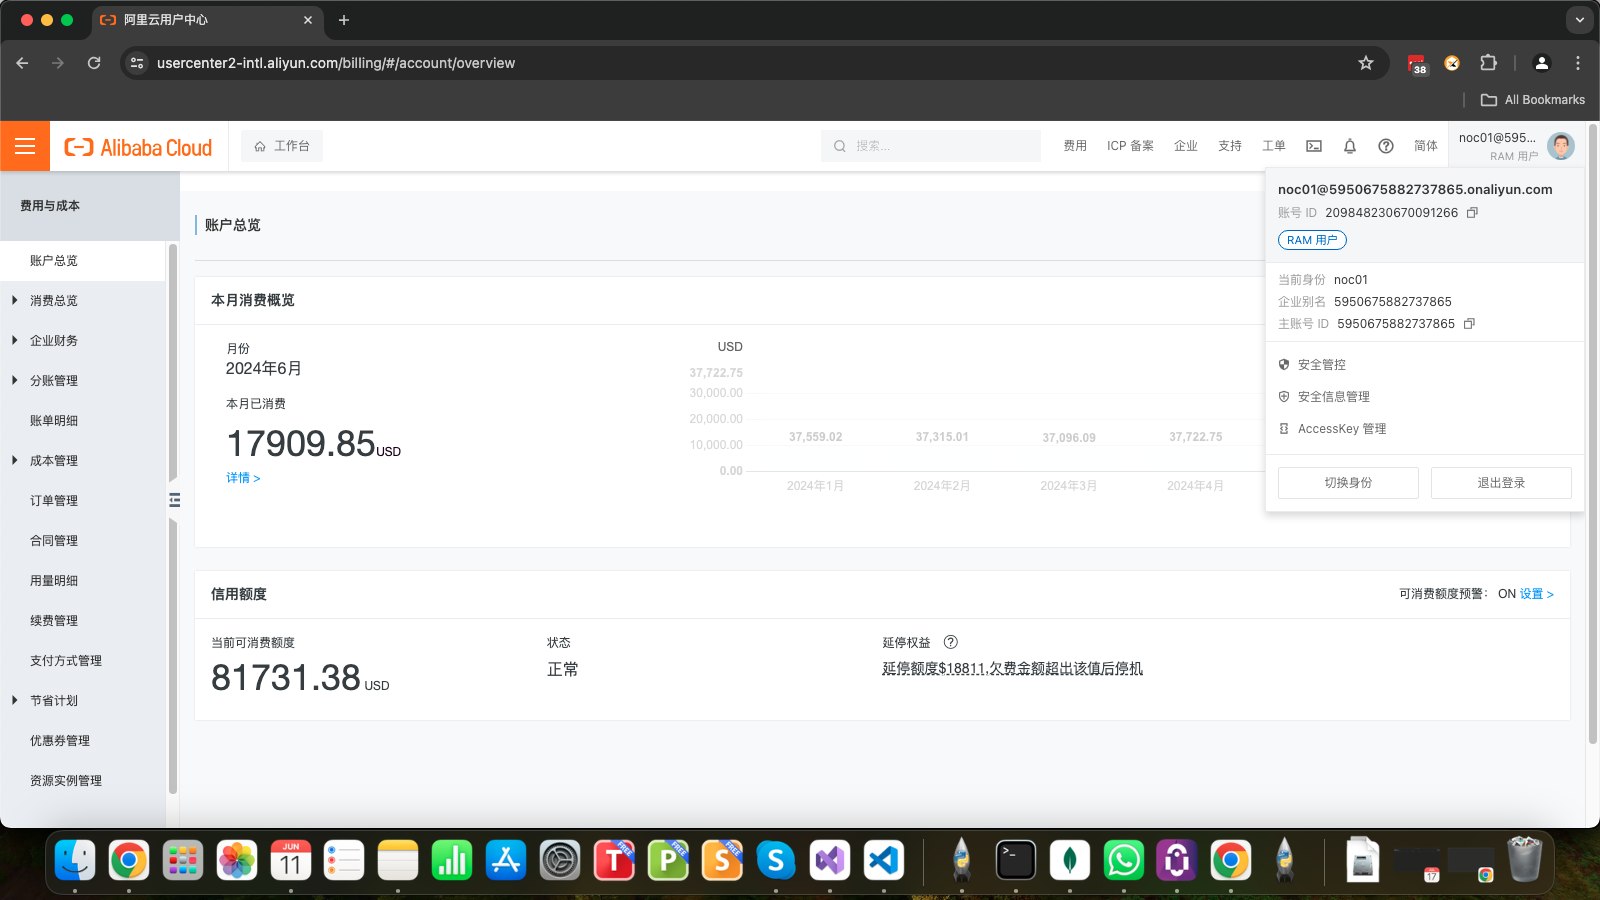 阿里云用户中心
usercenter2-intl.aliyun.com/billing/#/account/overview
38
All Bookmarks
Alibaba Cloud
工作台
搜索...
费用
ICP 备案
企业
支持
工单
简体
noc01@595...
RAM 用户
费用与成本
账户总览
消费总览
企业财务
分账管理
账单明细
成本管理
订单管理
合同管理
用量明细
续费管理
支付方式管理
节省计划
优惠券管理
资源实例管理
账户总览
本月消费概览
月份
2024年6月
本月已消费
17909.85USD
详情 >
USD
37,722.75
30,000.00
20,000.00
10,000.00
0.00
37,559.02
37,315.01
37,096.09
37,722.75
2024年1月
2024年2月
2024年3月
2024年4月
noc01@5950675882737865.onaliyun.com
账号 ID 209848230670091266
RAM 用户
当前身份 noc01
企业别名 5950675882737865
主账号 ID 5950675882737865
安全管控
安全信息管理
AccessKey 管理
切换身份
退出登录
信用额度
可消费额度预警： ON 设置 >
当前可消费额度
81731.38 USD
状态
正常
延停权益
延停额度$18811,欠费金额超出该值后停机
JUN
11
T
FREE
P
FREE
S
FREE
S
17